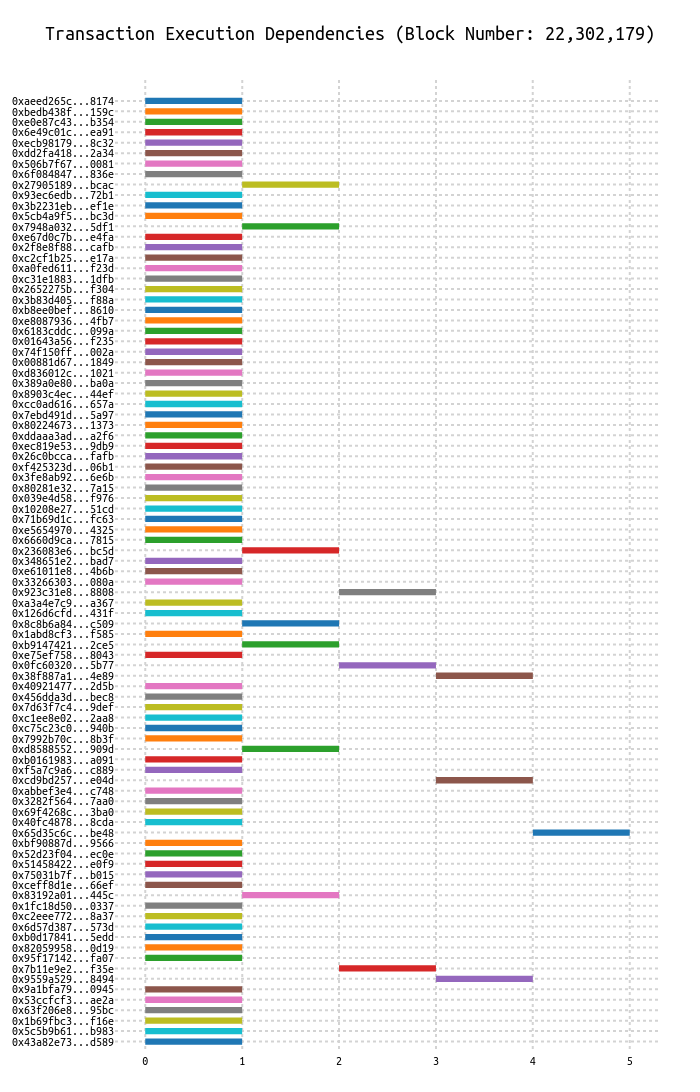 Transaction Execution Dependencies (Block Number: 22,302,179)
0xaeed265c...8174
0xbedb438f...159c
0xe0e87c43...b354
0x6e49c01c...ea91
0xecb98179...8c32
0xdd2fa418...2a34
0x506b7f67...0081
0x6f084847...836e
0x27905189...bcac
0x93ec6edb...72b1
0x3b2231eb...ef1e
0x5cb4a9f5...bc3d
0x7948a032...5df1
0xe67d0c7b...e4fa
0x2f8e8f88...cafb
0xc2cf1b25...e17a
0xa0fed611...f23d
0xc31e1883...1dfb
0x2652275b...f304
0x3b83d405...f88a
0xb8ee0bef...8610
0xe8087936...4fb7
0x6183cddc...099a
0x01643a56...f235
0x74f150ff...002a
0x00881d67...1849
0xd836012c...1021
0x389a0e80...ba0a
0x8903c4ec...44ef
0xcc0ad616...657a
0x7ebd491d...5a97
0x80224673...1373
0xddaaa3ad...a2f6
0xec819e53...9db9
0x26c0bcca...fafb
0xf425323d...06b1
0x3fe8ab92...6e6b
0x80281e32...7a15
0x039e4d58...f976
0x10208e27...51cd
0x71b69d1c...fc63
0xe5654970...4325
0x6660d9ca...7815
0x236083e6...bc5d
0x348651e2...bad7
0xe61011e8...4b6b
0x33266303...080a
0x923c31e8...8808
0xa3a4e7c9...a367
0x126d6cfd...431f
0x8c8b6a84...c509
0x1abd8cf3...f585
0xb9147421...2ce5
0xe75ef758...8043
0x0fc60320...5b77
0x38f887a1...4e89
0x40921477...2d5b
0x456dda3d...bec8
0x7d63f7c4...9def
0xc1ee8e02...2aa8
0xc75c23c0...940b
0x7992b70c...8b3f
0xd8588552...909d
0xb0161983...a091
0xf5a7c9a6...c889
0xcd9bd257...e04d
0xabbef3e4...c748
0x3282f564...7aa0
0x69f4268c...3ba0
0x40fc4878...8cda
0x65d35c6c...be48
0xbf90887d...9566
0x52d23f04...ec0e
0x51458422...e0f9
0x75031b7f...b015
0xceff8d1e...66ef
0x83192a01...445c
0x1fc18d50...0337
0xc2eee772...8a37
0x6d57d387...573d
0xb0d17841...5edd
0x82059958...0d19
0x95f17142...fa07
0x7b11e9e2...f35e
0x9559a529...8494
0x9a1bfa79...0945
0x53ccfcf3...ae2a
0x63f206e8...95bc
0x1b69fbc3...f16e
0x5c5b9b61...b983
0x43a82e73...d589
0 1 2 3 4 5